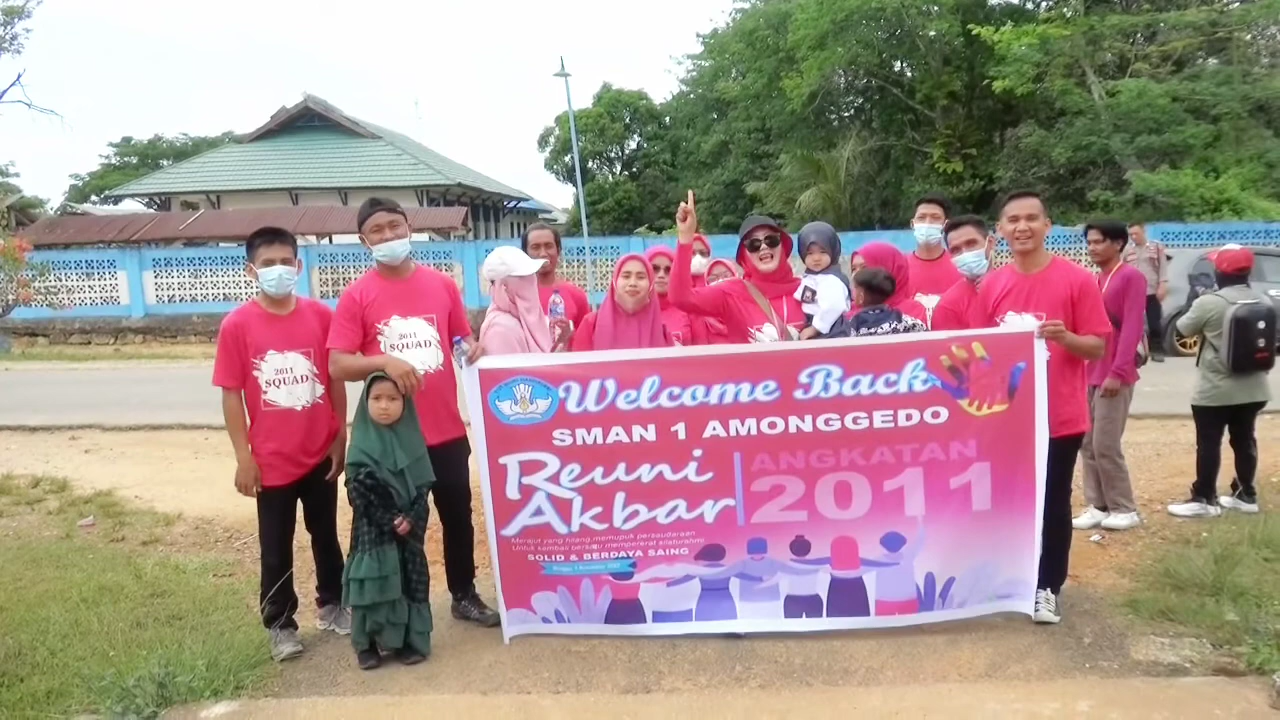 2011
SQUAD
2011
SQUAD
Welcome Back
SMAN 1 AMONGGEDO
Reuni
Akbar
ANGKATAN
2011
Merajut yang hilang, memupuk persaudaraan
Untuk kembali bersatu mempererat silaturahmi
SOLID & BERDAYA SAING